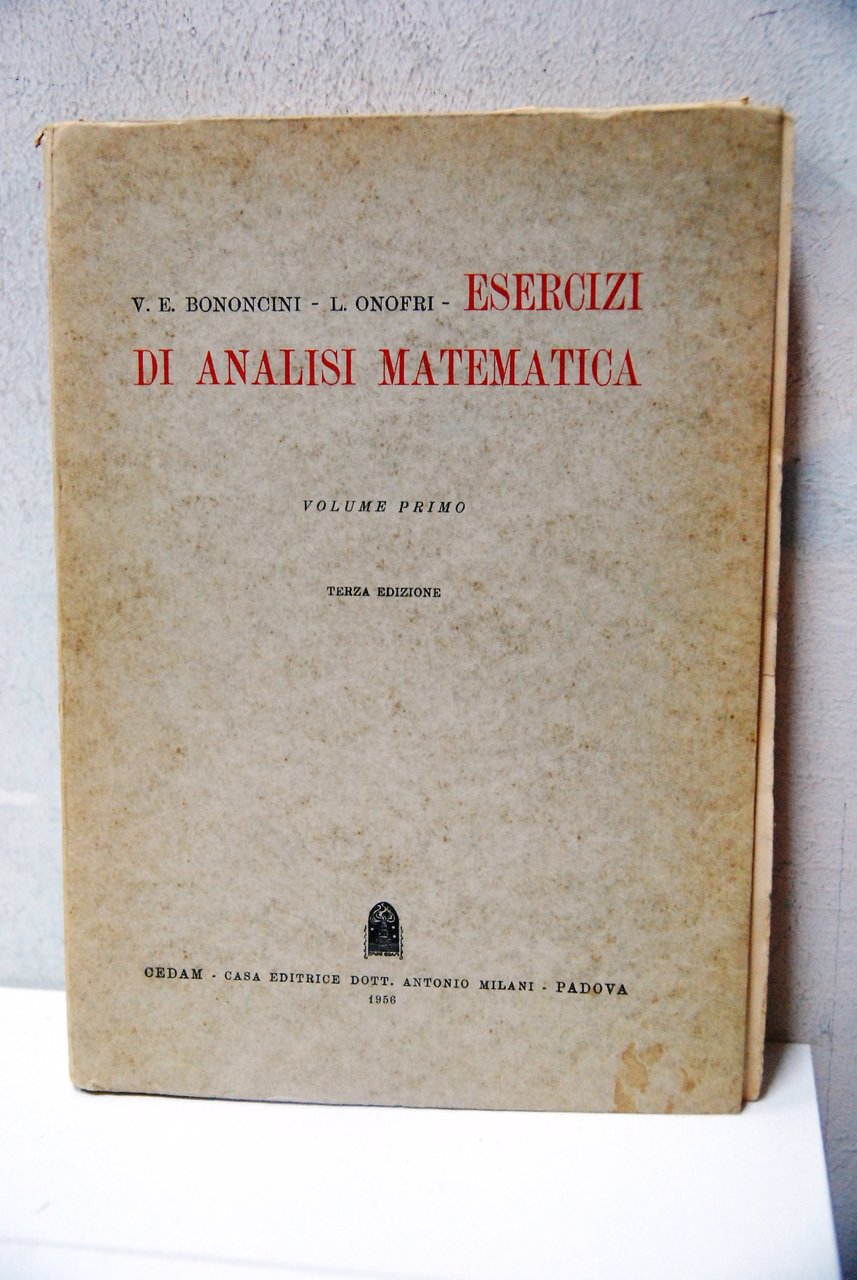 V. E. BONONCINI - L. ONOFRI - ESERCIZI
DI ANALISI MATEMATICA
VOLUME PRIMO
TERZA EDIZIONE
CEDAM - CASA EDITRICE DOTT. ANTONIO MILANI - PADOVA
1956